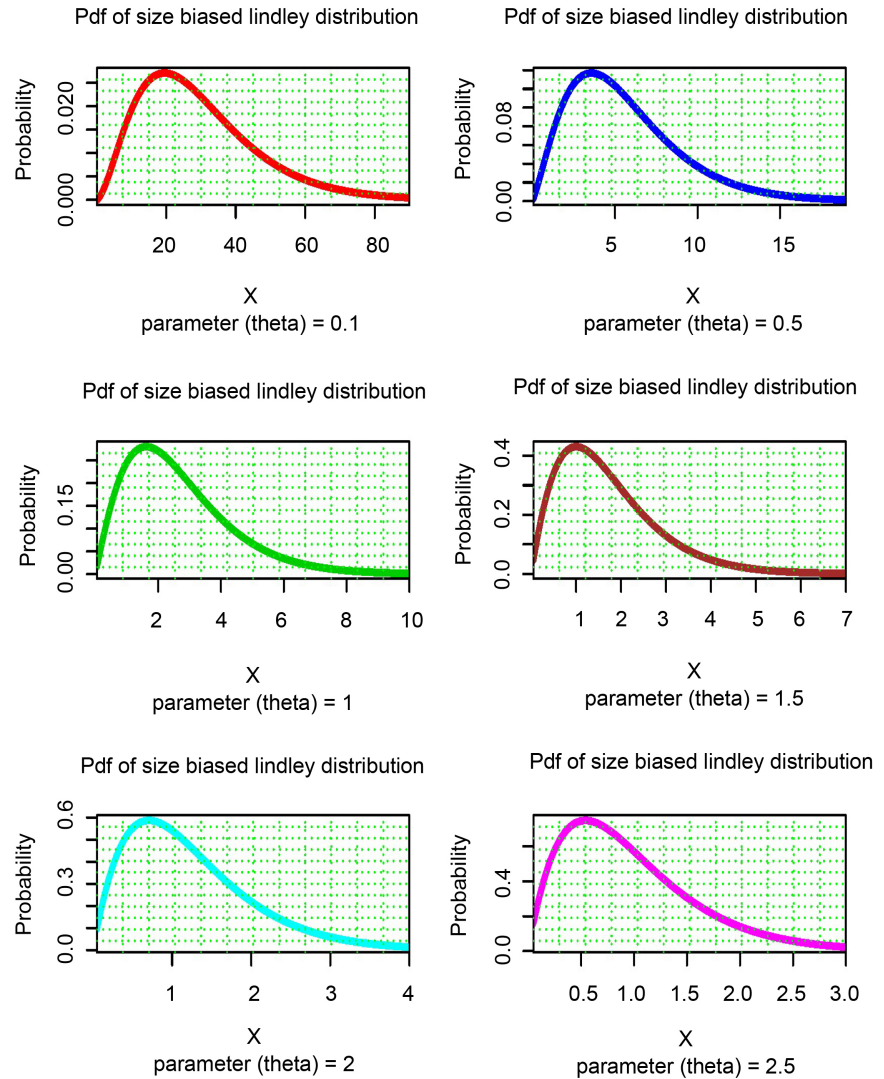 Pdf of size biased lindley distribution
Probability
0.020
0.000
20 40 60 80
X
parameter (theta) = 0.1
Pdf of size biased lindley distribution
Probability
0.08
0.00
5 10 15
X
parameter (theta) = 0.5
Pdf of size biased lindley distribution
Probability
0.15
0.00
2 4 6 8 10
X
parameter (theta) = 1
Pdf of size biased lindley distribution
Probability
0.4
0.2
0.0
1 2 3 4 5 6 7
X
parameter (theta) = 1.5
Pdf of size biased lindley distribution
Probability
0.6
0.3
0.0
1 2 3 4
X
parameter (theta) = 2
Pdf of size biased lindley distribution
Probability
0.4
0.0
0.5 1.0 1.5 2.0 2.5 3.0
X
parameter (theta) = 2.5